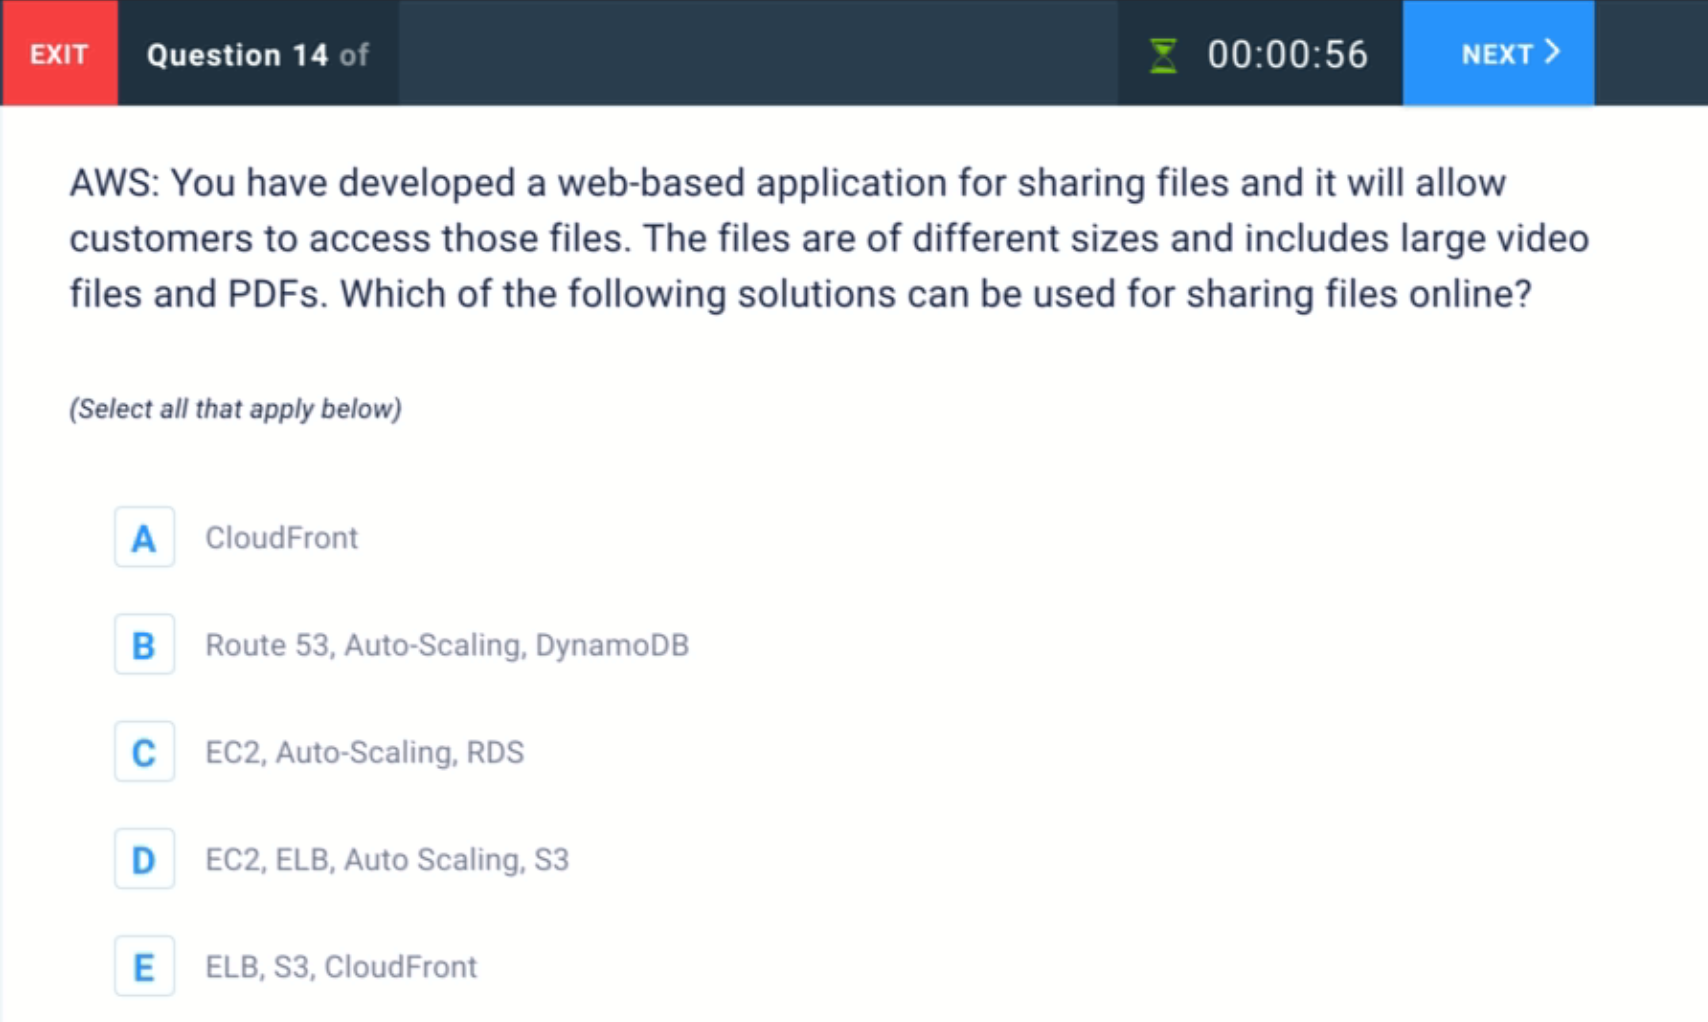 EXIT Question 14 of 00:00:56 NEXT >
AWS: You have developed a web-based application for sharing files and it will allow
customers to access those files. The files are of different sizes and includes large video
files and PDFs. Which of the following solutions can be used for sharing files online?
(Select all that apply below)
A CloudFront
B Route 53, Auto-Scaling, DynamoDB
C EC2, Auto-Scaling, RDS
D EC2, ELB, Auto Scaling, S3
E ELB, S3, CloudFront